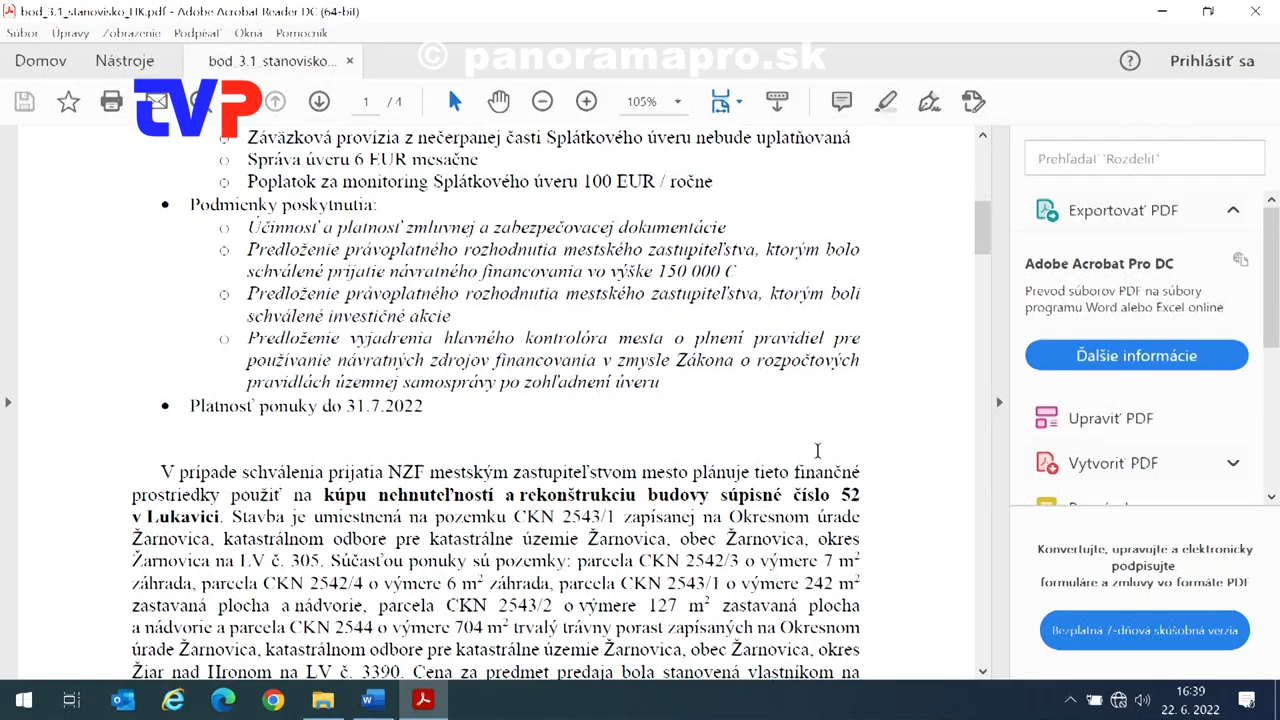 bod_3.1_stanovisko_HK.pdf - Adobe Acrobat Reader DC (64-bit)
Súbor Úpravy Zobrazenie Podpísať Okná Pomocník
© panoramapro.sk
Domov Nástroje bod_3.1_stanovisko... × Prihlásiť sa
TVP
1 / 4 105%
Záväzková provízia z nečerpanej časti Splátkového úveru nebude uplatňovaná
Správa úveru 6 EUR mesačne
Poplatok za monitoring Splátkového úveru 100 EUR / ročne
• Podmienky poskytnutia:
Účinnosť a platnosť zmluvnej a zabezpečovacej dokumentácie
Predloženie právoplatného rozhodnutia mestského zastupiteľstva, ktorým bolo
schválené prijatie návratného financovania vo výške 150 000 €
Predloženie právoplatného rozhodnutia mestského zastupiteľstva, ktorým boli
schválené investičné akcie
Predloženie vyjadrenia hlavného kontrolóra mesta o plnení pravidiel pre
používanie návratných zdrojov financovania v zmysle Zákona o rozpočtových
pravidlách územnej samosprávy po zohľadnení úveru
• Platnosť ponuky do 31.7.2022
V prípade schválenia prijatia NZF mestským zastupiteľstvom mesto plánuje tieto finančné
prostriedky použiť na kúpu nehnuteľností a rekonštrukciu budovy súpisné číslo 52
v Lukavici. Stavba je umiestnená na pozemku CKN 2543/1 zapísanej na Okresnom úrade
Žarnovica, katastrálnom odbore pre katastrálne územie Žarnovica, obec Žarnovica, okres
Žarnovica na LV č. 305. Súčasťou ponuky sú pozemky: parcela CKN 2542/3 o výmere 7 m²
záhrada, parcela CKN 2542/4 o výmere 6 m² záhrada, parcela CKN 2543/1 o výmere 242 m²
zastavaná plocha a nádvorie, parcela CKN 2543/2 o výmere 127 m² zastavaná plocha
a nádvorie a parcela CKN 2544 o výmere 704 m² trvalý trávny porast zapísaných na Okresnom
úrade Žarnovica, katastrálnom odbore pre katastrálne územie Žarnovica, obec Žarnovica, okres
Žiar nad Hronom na LV č. 3390. Cena za predmet predaja bola stanovená vlastníkom na
Prehľadať 'Rozdeliť'
Exportovať PDF
Adobe Acrobat Pro DC
Prevod súborov PDF na súbory
programu Word alebo Excel online
Ďalšie informácie
Upraviť PDF
Vytvoriť PDF
Konvertujte, upravujte a elektronicky
podpisujte
formuláre a zmluvy vo formáte PDF
Bezplatná 7-dňová skúšobná verzia
16:39
22. 6. 2022